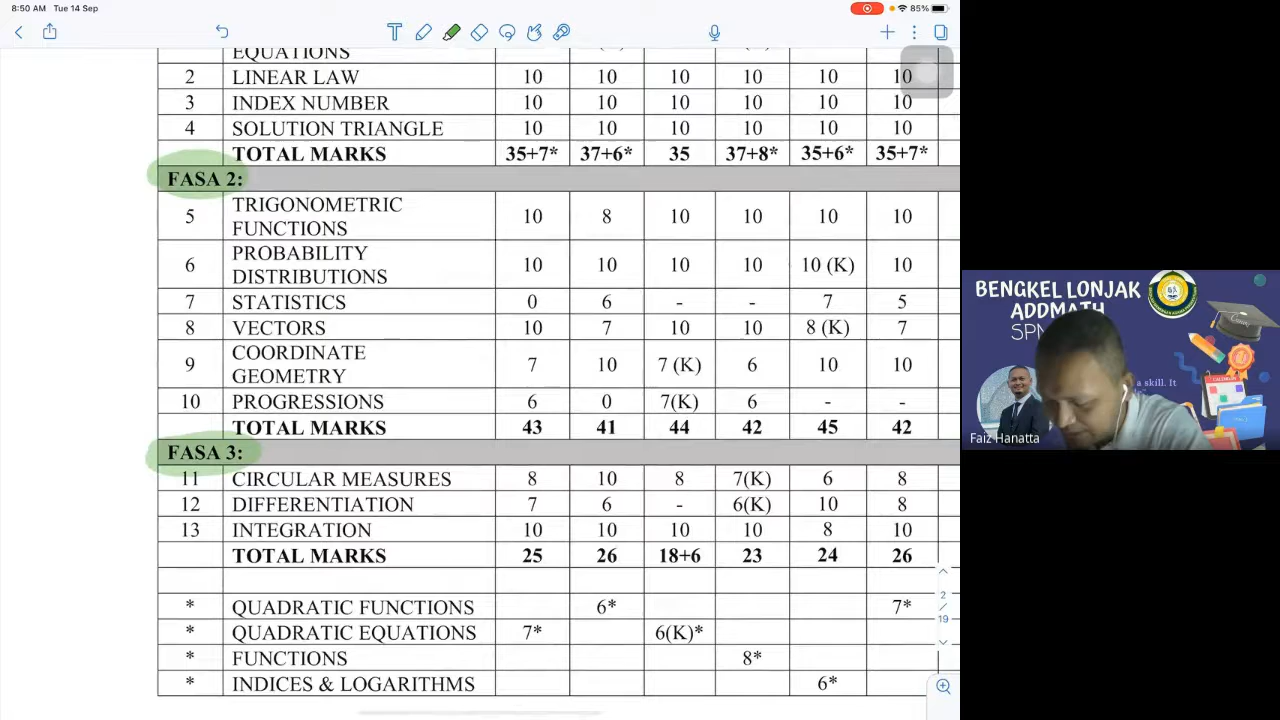 8:50 AM Tue 14 Sep
85%
EQUATIONS
2 LINEAR LAW 10 10 10 10 10 10
3 INDEX NUMBER 10 10 10 10 10 10
4 SOLUTION TRIANGLE 10 10 10 10 10 10
TOTAL MARKS 35+7* 37+6* 35 37+8* 35+6* 35+7*
FASA 2:
5 TRIGONOMETRIC FUNCTIONS 10 8 10 10 10 10
6 PROBABILITY DISTRIBUTIONS 10 10 10 10 10 (K) 10
7 STATISTICS 0 6 - - 7 5
8 VECTORS 10 7 10 10 8 (K) 7
9 COORDINATE GEOMETRY 7 10 7 (K) 6 10 10
10 PROGRESSIONS 6 0 7(K) 6 - -
TOTAL MARKS 43 41 44 42 45 42
FASA 3:
11 CIRCULAR MEASURES 8 10 8 7(K) 6 8
12 DIFFERENTIATION 7 6 - 6(K) 10 8
13 INTEGRATION 10 10 10 10 8 10
TOTAL MARKS 25 26 18+6 23 24 26
* QUADRATIC FUNCTIONS 6* 7*
* QUADRATIC EQUATIONS 7* 6(K)*
* FUNCTIONS 8*
* INDICES & LOGARITHMS 6*
2
/
19
BENGKEL LONJAK
ADDMATH
SPM
a skill. It
Faiz Hanatta